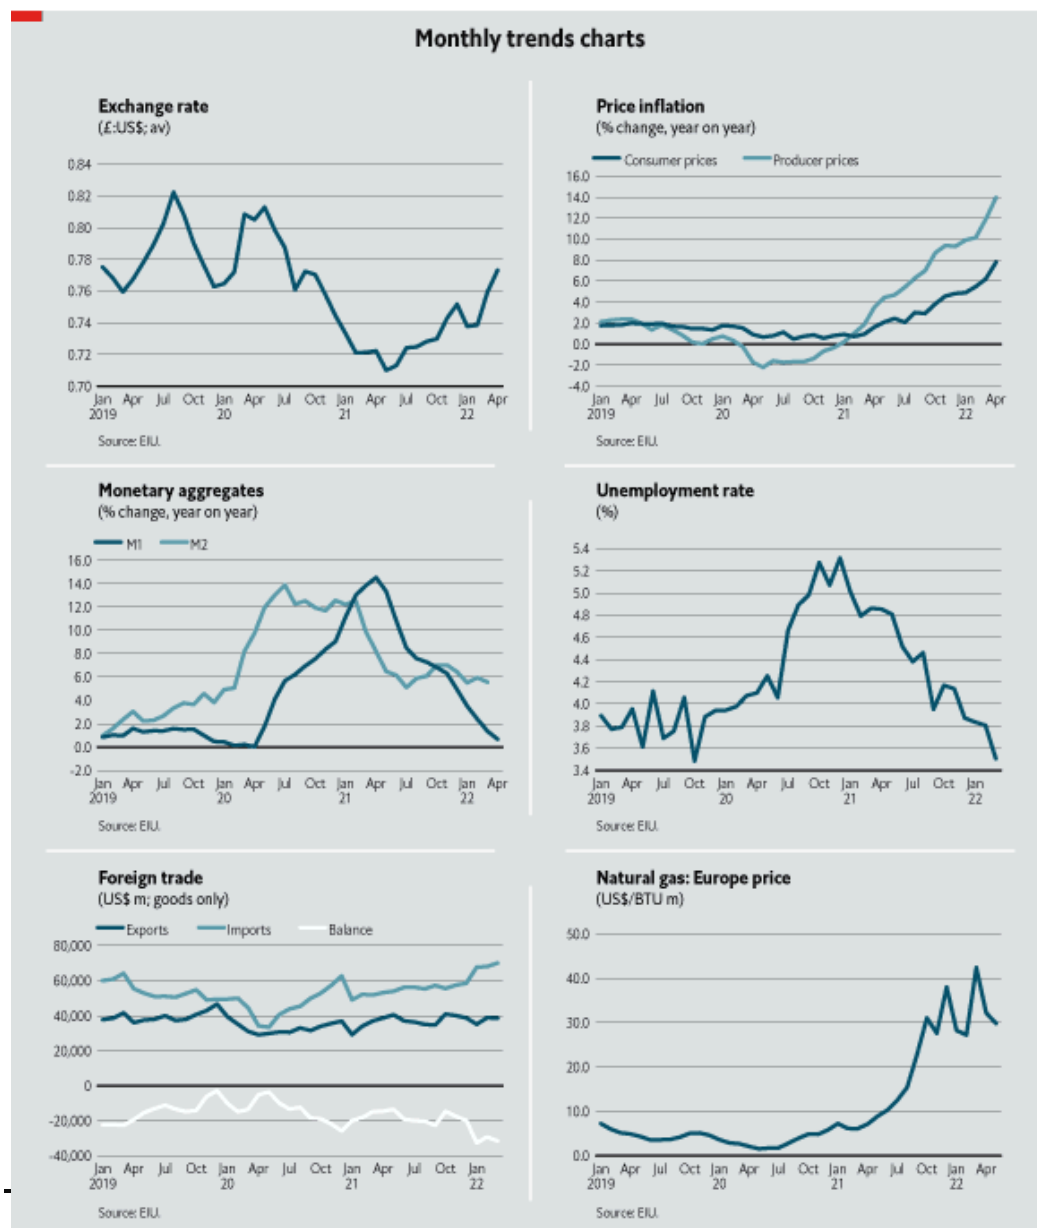 Monthly trends charts
Exchange rate
(£:US$; av)
0.84
0.82
0.80
0.78
0.76
0.74
0.72
0.70
Jan Apr Jul Oct Jan Apr Jul Oct Jan Apr Jul Oct Jan Apr
2019 20 21 22
Source: EIU.
Price inflation
(% change, year on year)
Consumer prices Producer prices
16.0
14.0
12.0
10.0
8.0
6.0
4.0
2.0
0.0
-2.0
-4.0
Jan Apr Jul Oct Jan Apr Jul Oct Jan Apr Jul Oct Jan Apr
2019 20 21 22
Source: EIU.
Monetary aggregates
(% change, year on year)
M1 M2
16.0
14.0
12.0
10.0
8.0
6.0
4.0
2.0
0.0
-2.0
Jan Apr Jul Oct Jan Apr Jul Oct Jan Apr Jul Oct Jan Apr
2019 20 21 22
Source: EIU.
Unemployment rate
(%)
5.4
5.2
5.0
4.8
4.6
4.4
4.2
4.0
3.8
3.6
3.4
Jan Apr Jul Oct Jan Apr Jul Oct Jan Apr Jul Oct Jan
2019 20 21 22
Source: EIU.
Foreign trade
(US$ m; goods only)
Exports Imports Balance
80,000
60,000
40,000
20,000
0
-20,000
-40,000
Jan Apr Jul Oct Jan Apr Jul Oct Jan Apr Jul Oct Jan
2019 20 21 22
Source: EIU.
Natural gas: Europe price
(US$/BTU m)
50.0
40.0
30.0
20.0
10.0
0.0
Jan Apr Jul Oct Jan Apr Jul Oct Jan Apr Jul Oct Jan Apr
2019 20 21 22
Source: EIU.